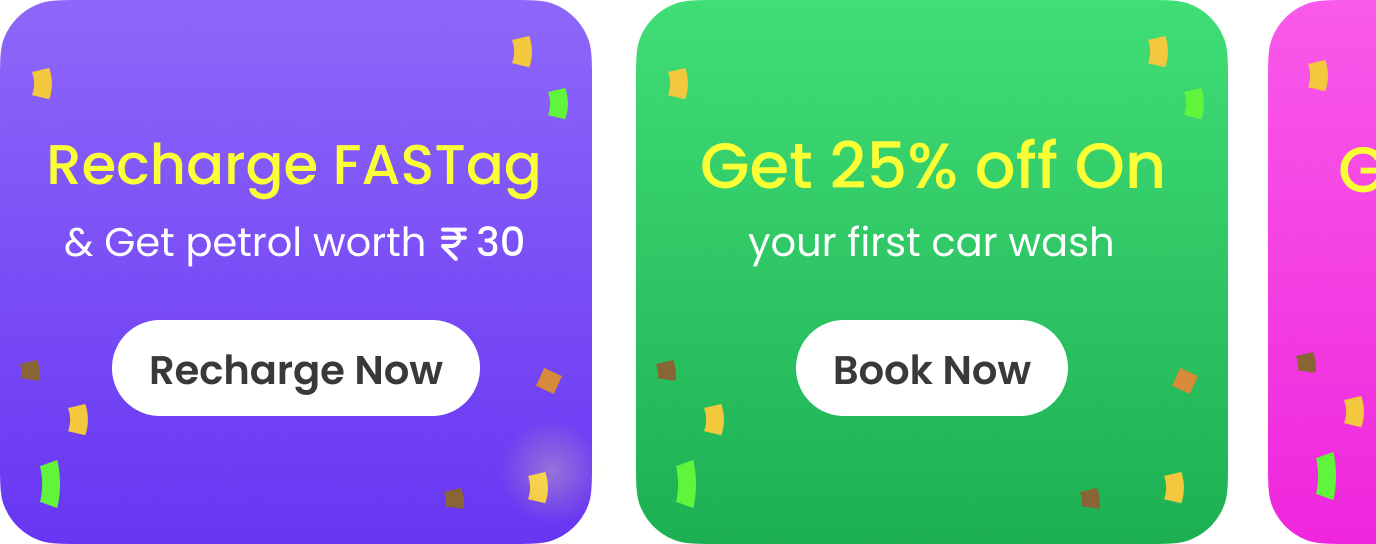 Recharge FASTag
& Get petrol worth ₹ 30
Recharge Now
Get 25% off On
your first car wash
Book Now
G